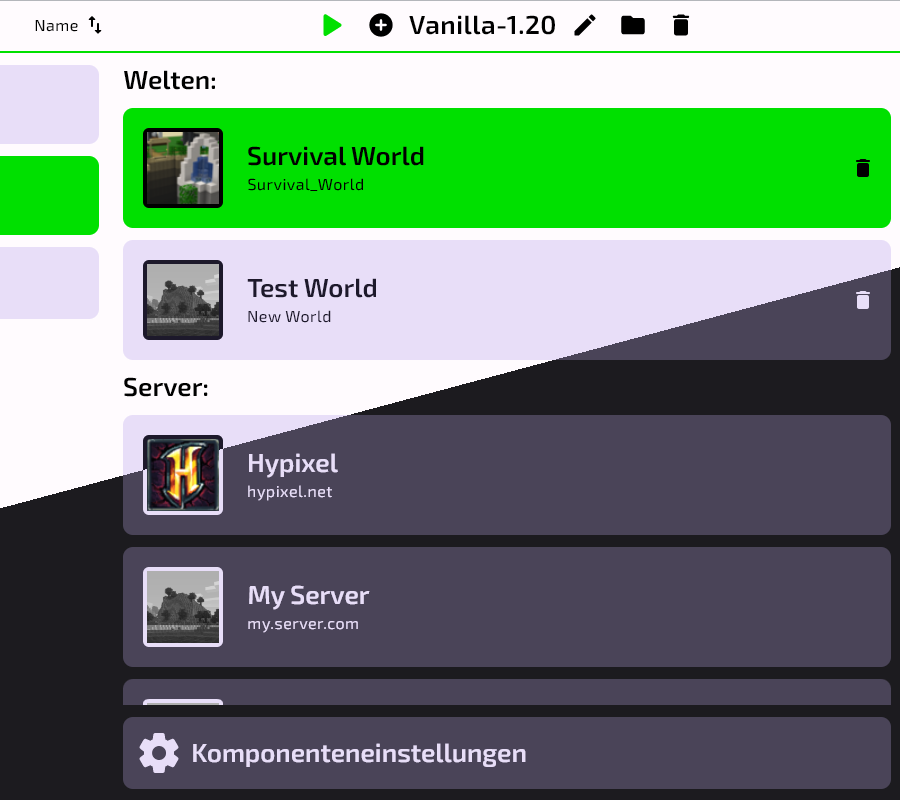 Name
Vanilla-1.20
Welten:
Survival World
Survival_World
Test World
New World
Server:
Hypixel
hypixel.net
My Server
my.server.com
Komponenteneinstellungen